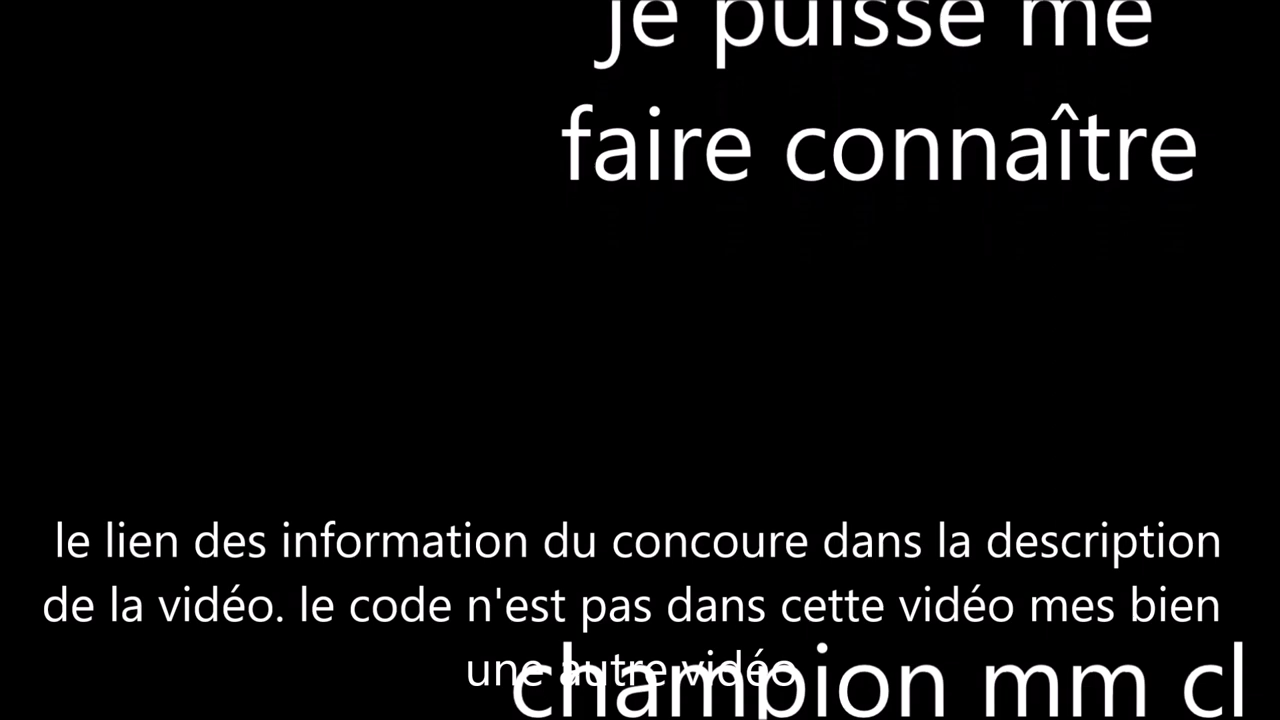 je puisse me
faire connaître
le lien des information du concoure dans la description
de la vidéo. le code n'est pas dans cette vidéo mes bien
une autre vidéo
champion mm cl